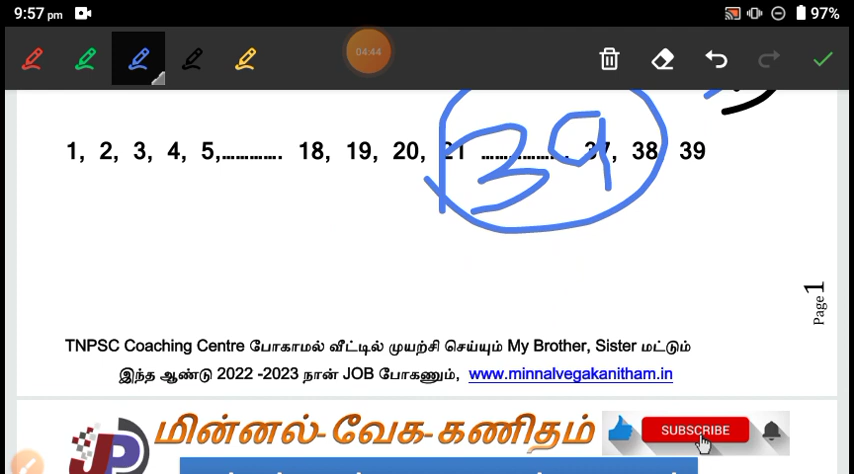 9:57 pm 97%
04:44
39
1, 2, 3, 4, 5,............. 18, 19, 20, 21 .................. 37, 38, 39
Page 1
TNPSC Coaching Centre போகாமல் வீட்டில் முயற்சி செய்யும் My Brother, Sister மட்டும்
இந்த ஆண்டு 2022 -2023 நான் JOB போகணும், www.minnalvegakanitham.in
JP மின்னல்-வேக-கணிதம் SUBSCRIBE